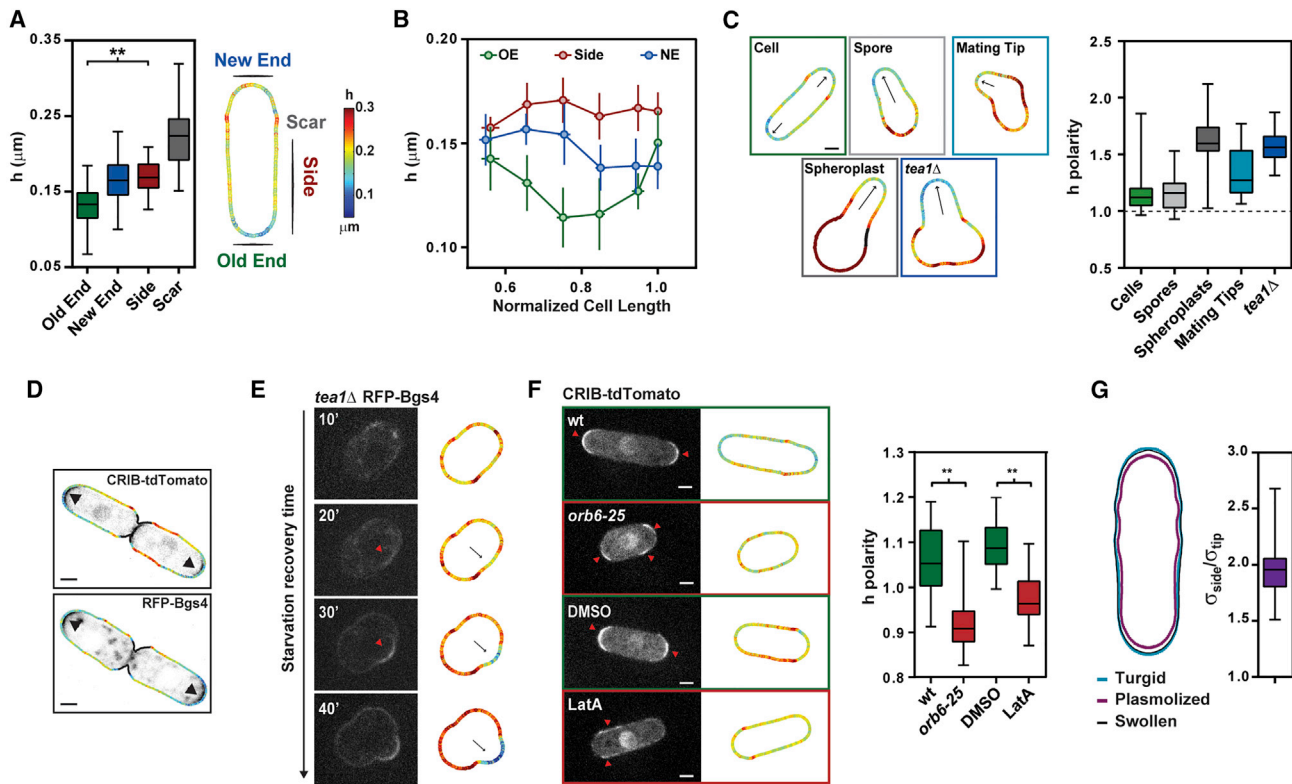 A
0.35
0.25
0.15
0.05
h (μm)
**
Old End
New End
Side
Scar
New End
Scar
Side
Old End
h
0.3
0.2
0.1
μm
B
0.20
0.15
0.10
h (μm)
OE
Side
NE
0.6
0.8
1.0
Normalized Cell Length
C
Cell
Spore
Mating Tip
Spheroplast
tea1Δ
2.5
2.0
1.5
1.0
0.5
h polarity
Cells
Spores
Spheroplasts
Mating Tips
tea1Δ
D
CRIB-tdTomato
RFP-Bgs4
E
tea1Δ RFP-Bgs4
Starvation recovery time
10'
20'
30'
40'
F
CRIB-tdTomato
wt
orb6-25
DMSO
LatA
1.3
1.2
1.1
1.0
0.9
0.8
h polarity
**
**
wt
orb6-25
DMSO
LatA
G
Turgid
Plasmolized
Swollen
3.0
2.5
2.0
1.5
1.0
σside/σtip